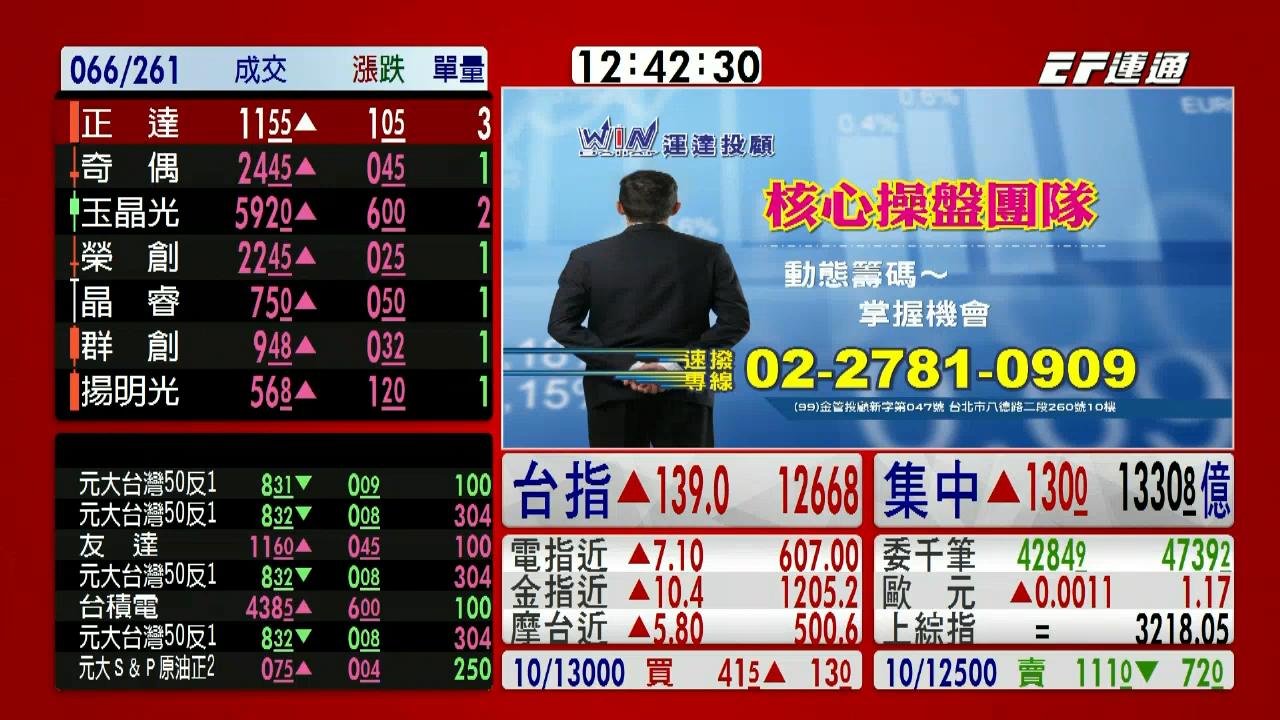 066/261 成交 漲跌 單量
正達 1155▲ 105 3
奇偶 2445▲ 045 1
玉晶光 5920▲ 600 2
榮創 2245▲ 025 1
晶睿 750▲ 050 1
群創 948▲ 032 1
揚明光 568▲ 120 1
元大台灣50反1 831▼ 009 100
元大台灣50反1 832▼ 008 304
友達 1160▲ 045 100
元大台灣50反1 832▼ 008 304
台積電 4385▲ 600 100
元大台灣50反1 832▼ 008 304
元大S&P原油正2 075▲ 004 250
12:42:30
EF運通
WIN 運達投顧
核心操盤團隊
動態籌碼~
掌握機會
速撥專線 02-2781-0909
(99)金管投顧新字第047號 台北市八德路二段260號10樓
台指▲139.0 12668
電指近 ▲7.10 607.00
金指近 ▲10.4 1205.2
摩台近 ▲5.80 500.6
10/13000 買 415▲ 130
集中▲1300 13308億
委千筆 42849 47392
歐元 ▲0.0011 1.17
上綜指 = 3218.05
10/12500 賣 1110▼ 720